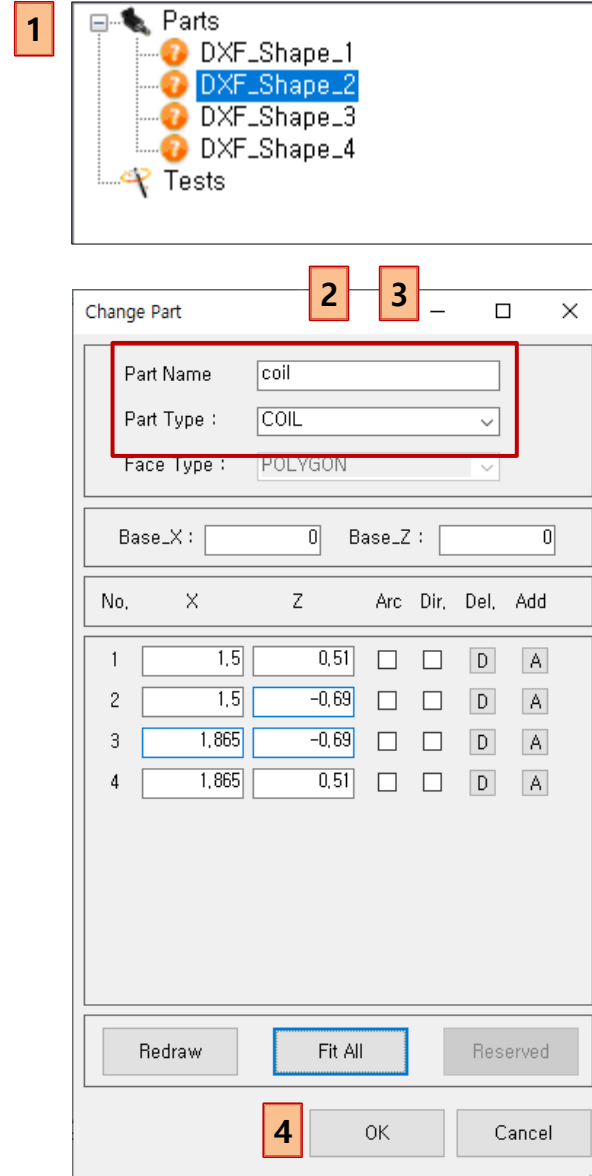 1
Parts
DXF_Shape_1
DXF_Shape_2
DXF_Shape_3
DXF_Shape_4
Tests
2 3
Change Part
Part Name coil
Part Type : COIL
Face Type : POLYGON
Base_X : 0 Base_Z : 0
No. X Z Arc Dir. Del. Add
1 1.5 0.51 D A
2 1.5 -0.69 D A
3 1.865 -0.69 D A
4 1.865 0.51 D A
Redraw Fit All Reserved
4 OK Cancel